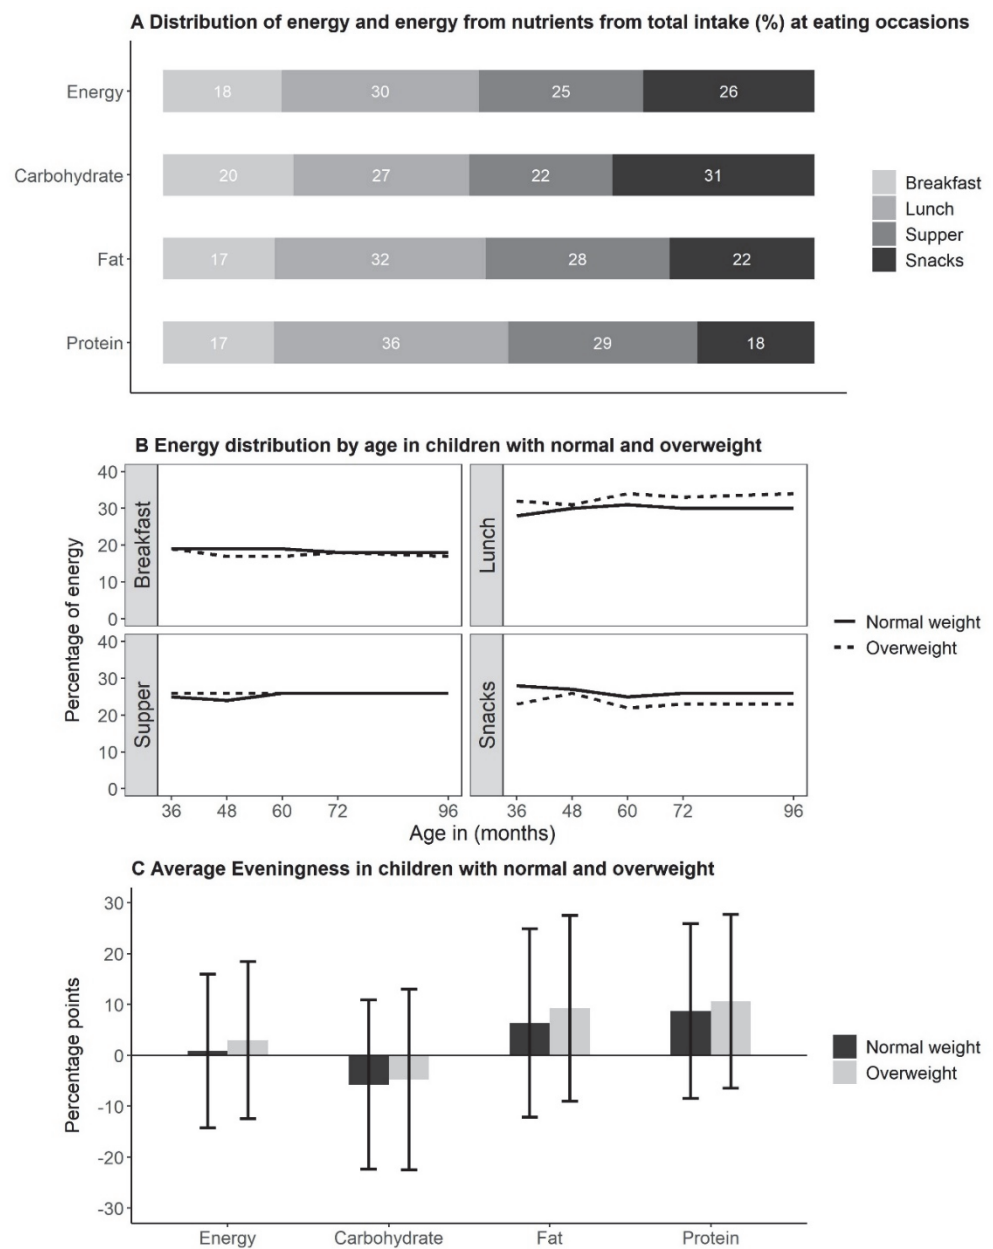 A Distribution of energy and energy from nutrients from total intake (%) at eating occasions
Energy
18 30 25 26
Carbohydrate
20 27 22 31
Fat
17 32 28 22
Protein
17 36 29 18
Breakfast
Lunch
Supper
Snacks
B Energy distribution by age in children with normal and overweight
Percentage of energy
40
30
20
10
0
Breakfast
Lunch
40
30
20
10
0
Supper
Snacks
36 48 60 72 96
36 48 60 72 96
Age in (months)
Normal weight
Overweight
C Average Eveningness in children with normal and overweight
Percentage points
30
20
10
0
-10
-20
-30
Energy Carbohydrate Fat Protein
Normal weight
Overweight